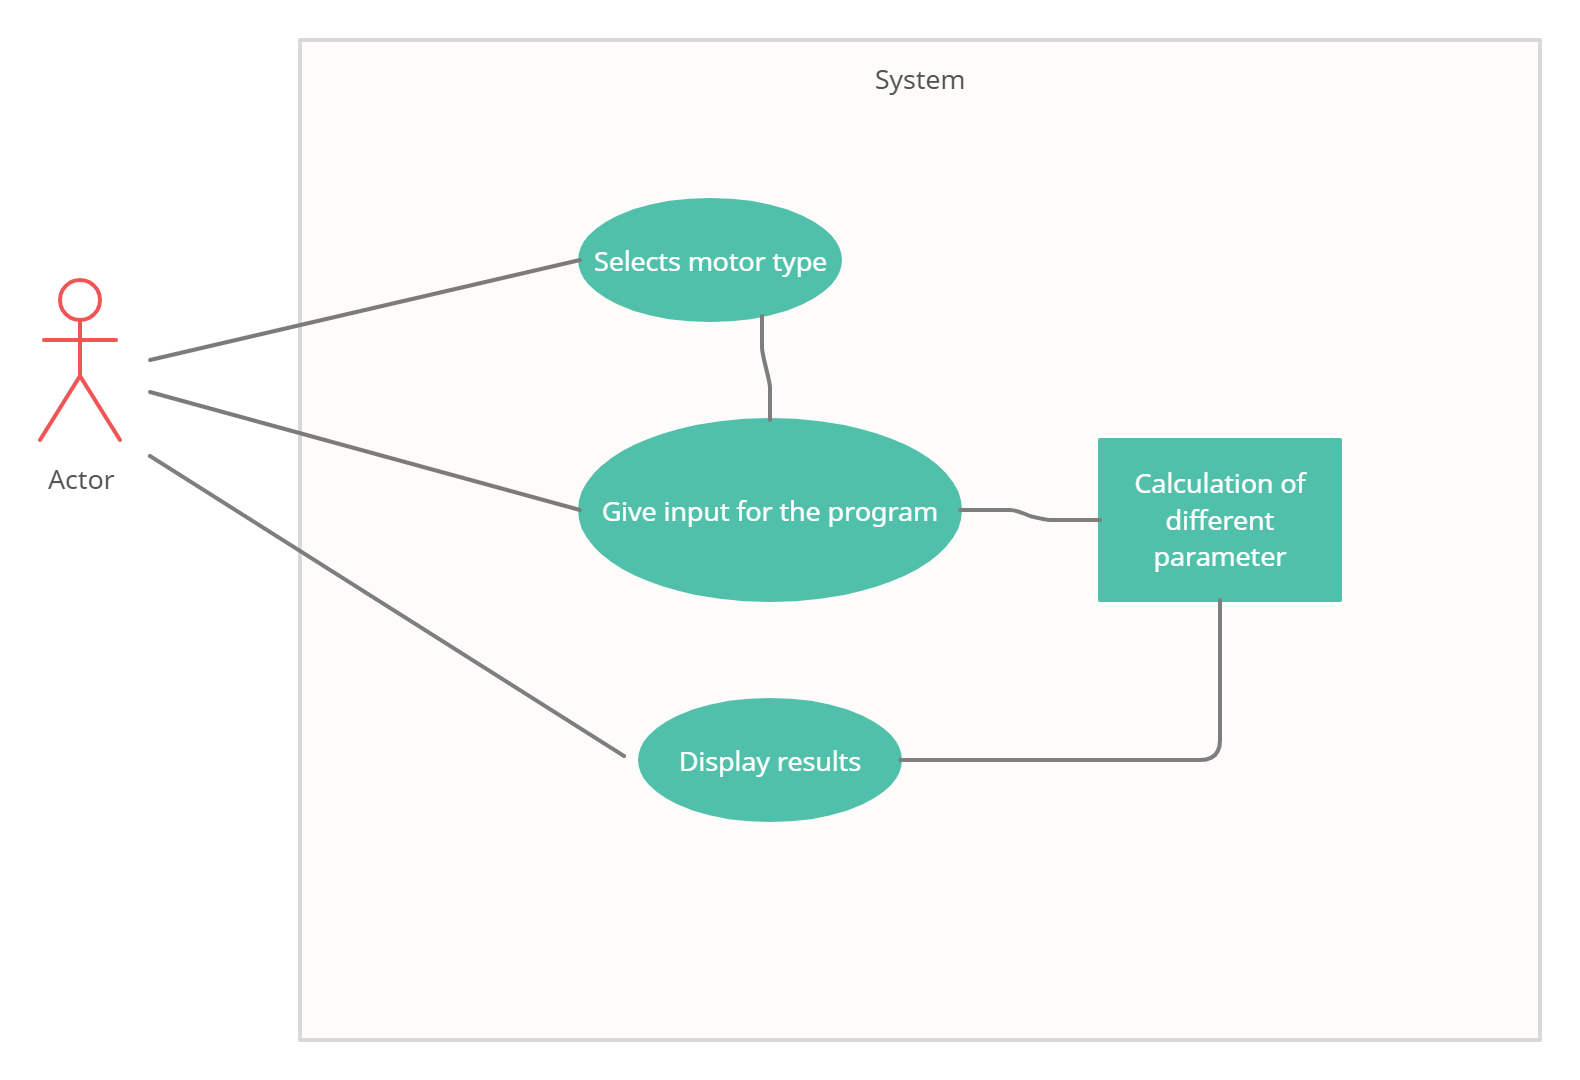 System
Selects motor type
Actor
Give input for the program
Calculation of
different
parameter
Display results